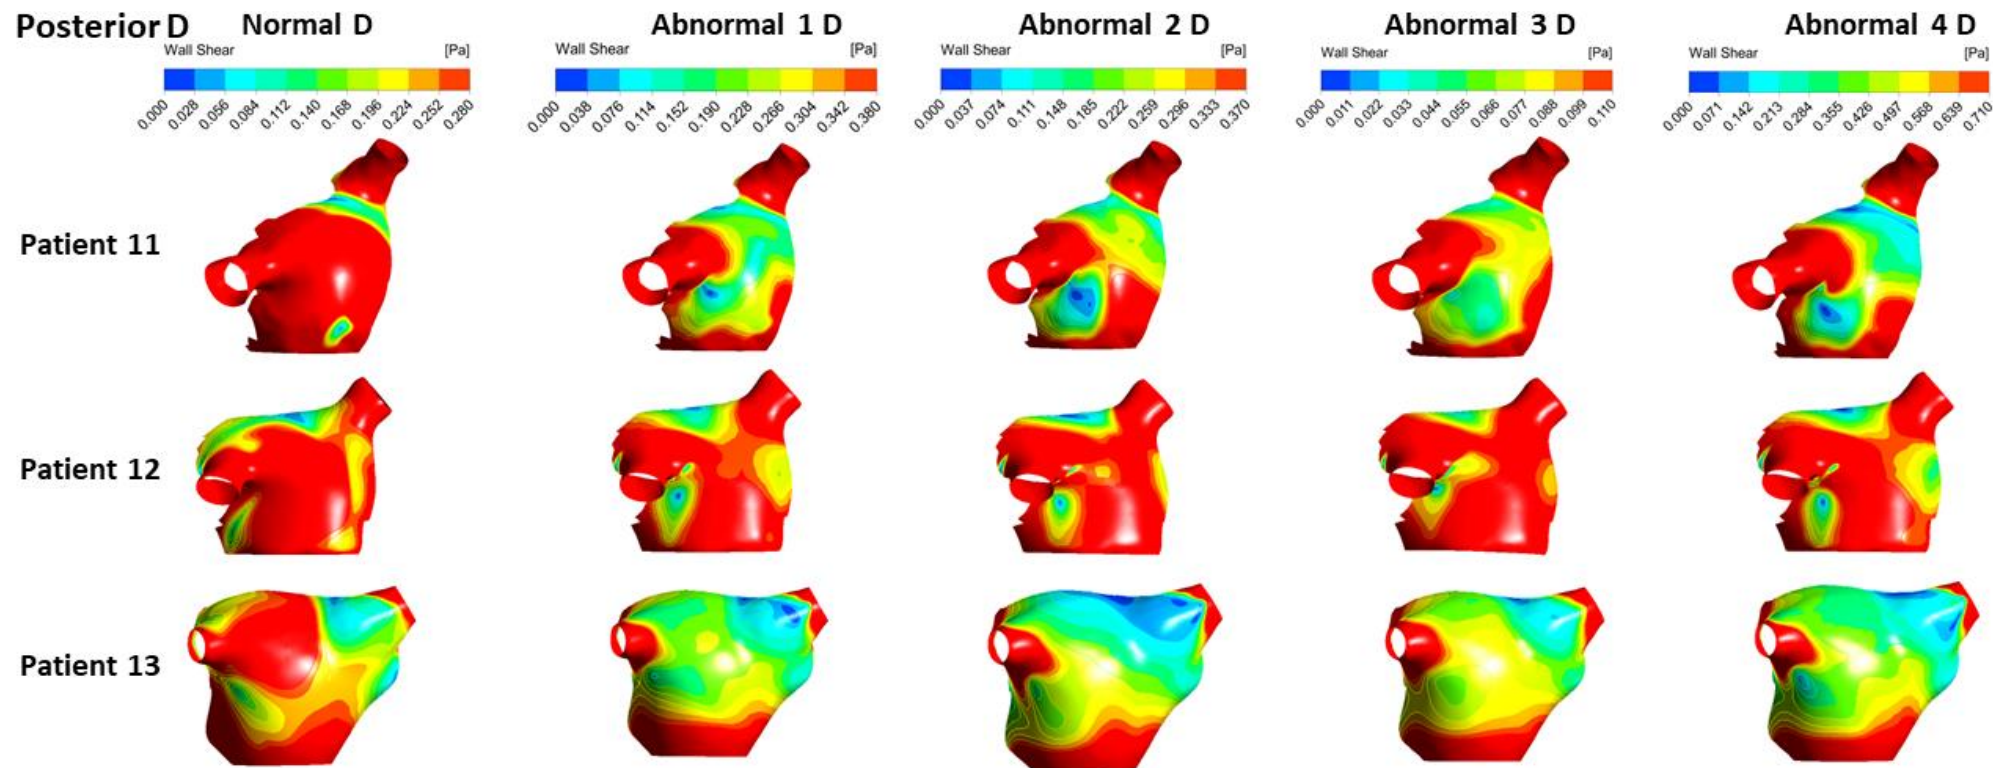 Posterior D Normal D Abnormal 1 D Abnormal 2 D Abnormal 3 D Abnormal 4 D
Wall Shear [Pa] Wall Shear [Pa] Wall Shear [Pa] Wall Shear [Pa] Wall Shear [Pa]
0.000 0.028 0.056 0.084 0.112 0.140 0.168 0.196 0.224 0.252 0.280
0.000 0.038 0.076 0.114 0.152 0.190 0.228 0.266 0.304 0.342 0.380
0.000 0.037 0.074 0.111 0.148 0.185 0.222 0.259 0.296 0.333 0.370
0.000 0.011 0.022 0.033 0.044 0.055 0.066 0.077 0.088 0.099 0.110
0.000 0.071 0.142 0.213 0.284 0.355 0.426 0.497 0.568 0.639 0.710
Patient 11
Patient 12
Patient 13